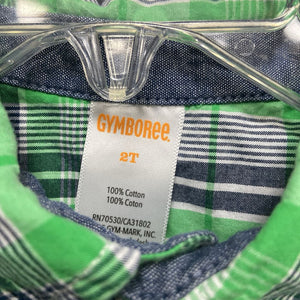 GYMBOREE
2T
100% Cotton
100% Coton
RN70530/CA31802
GYM-MARK, INC.